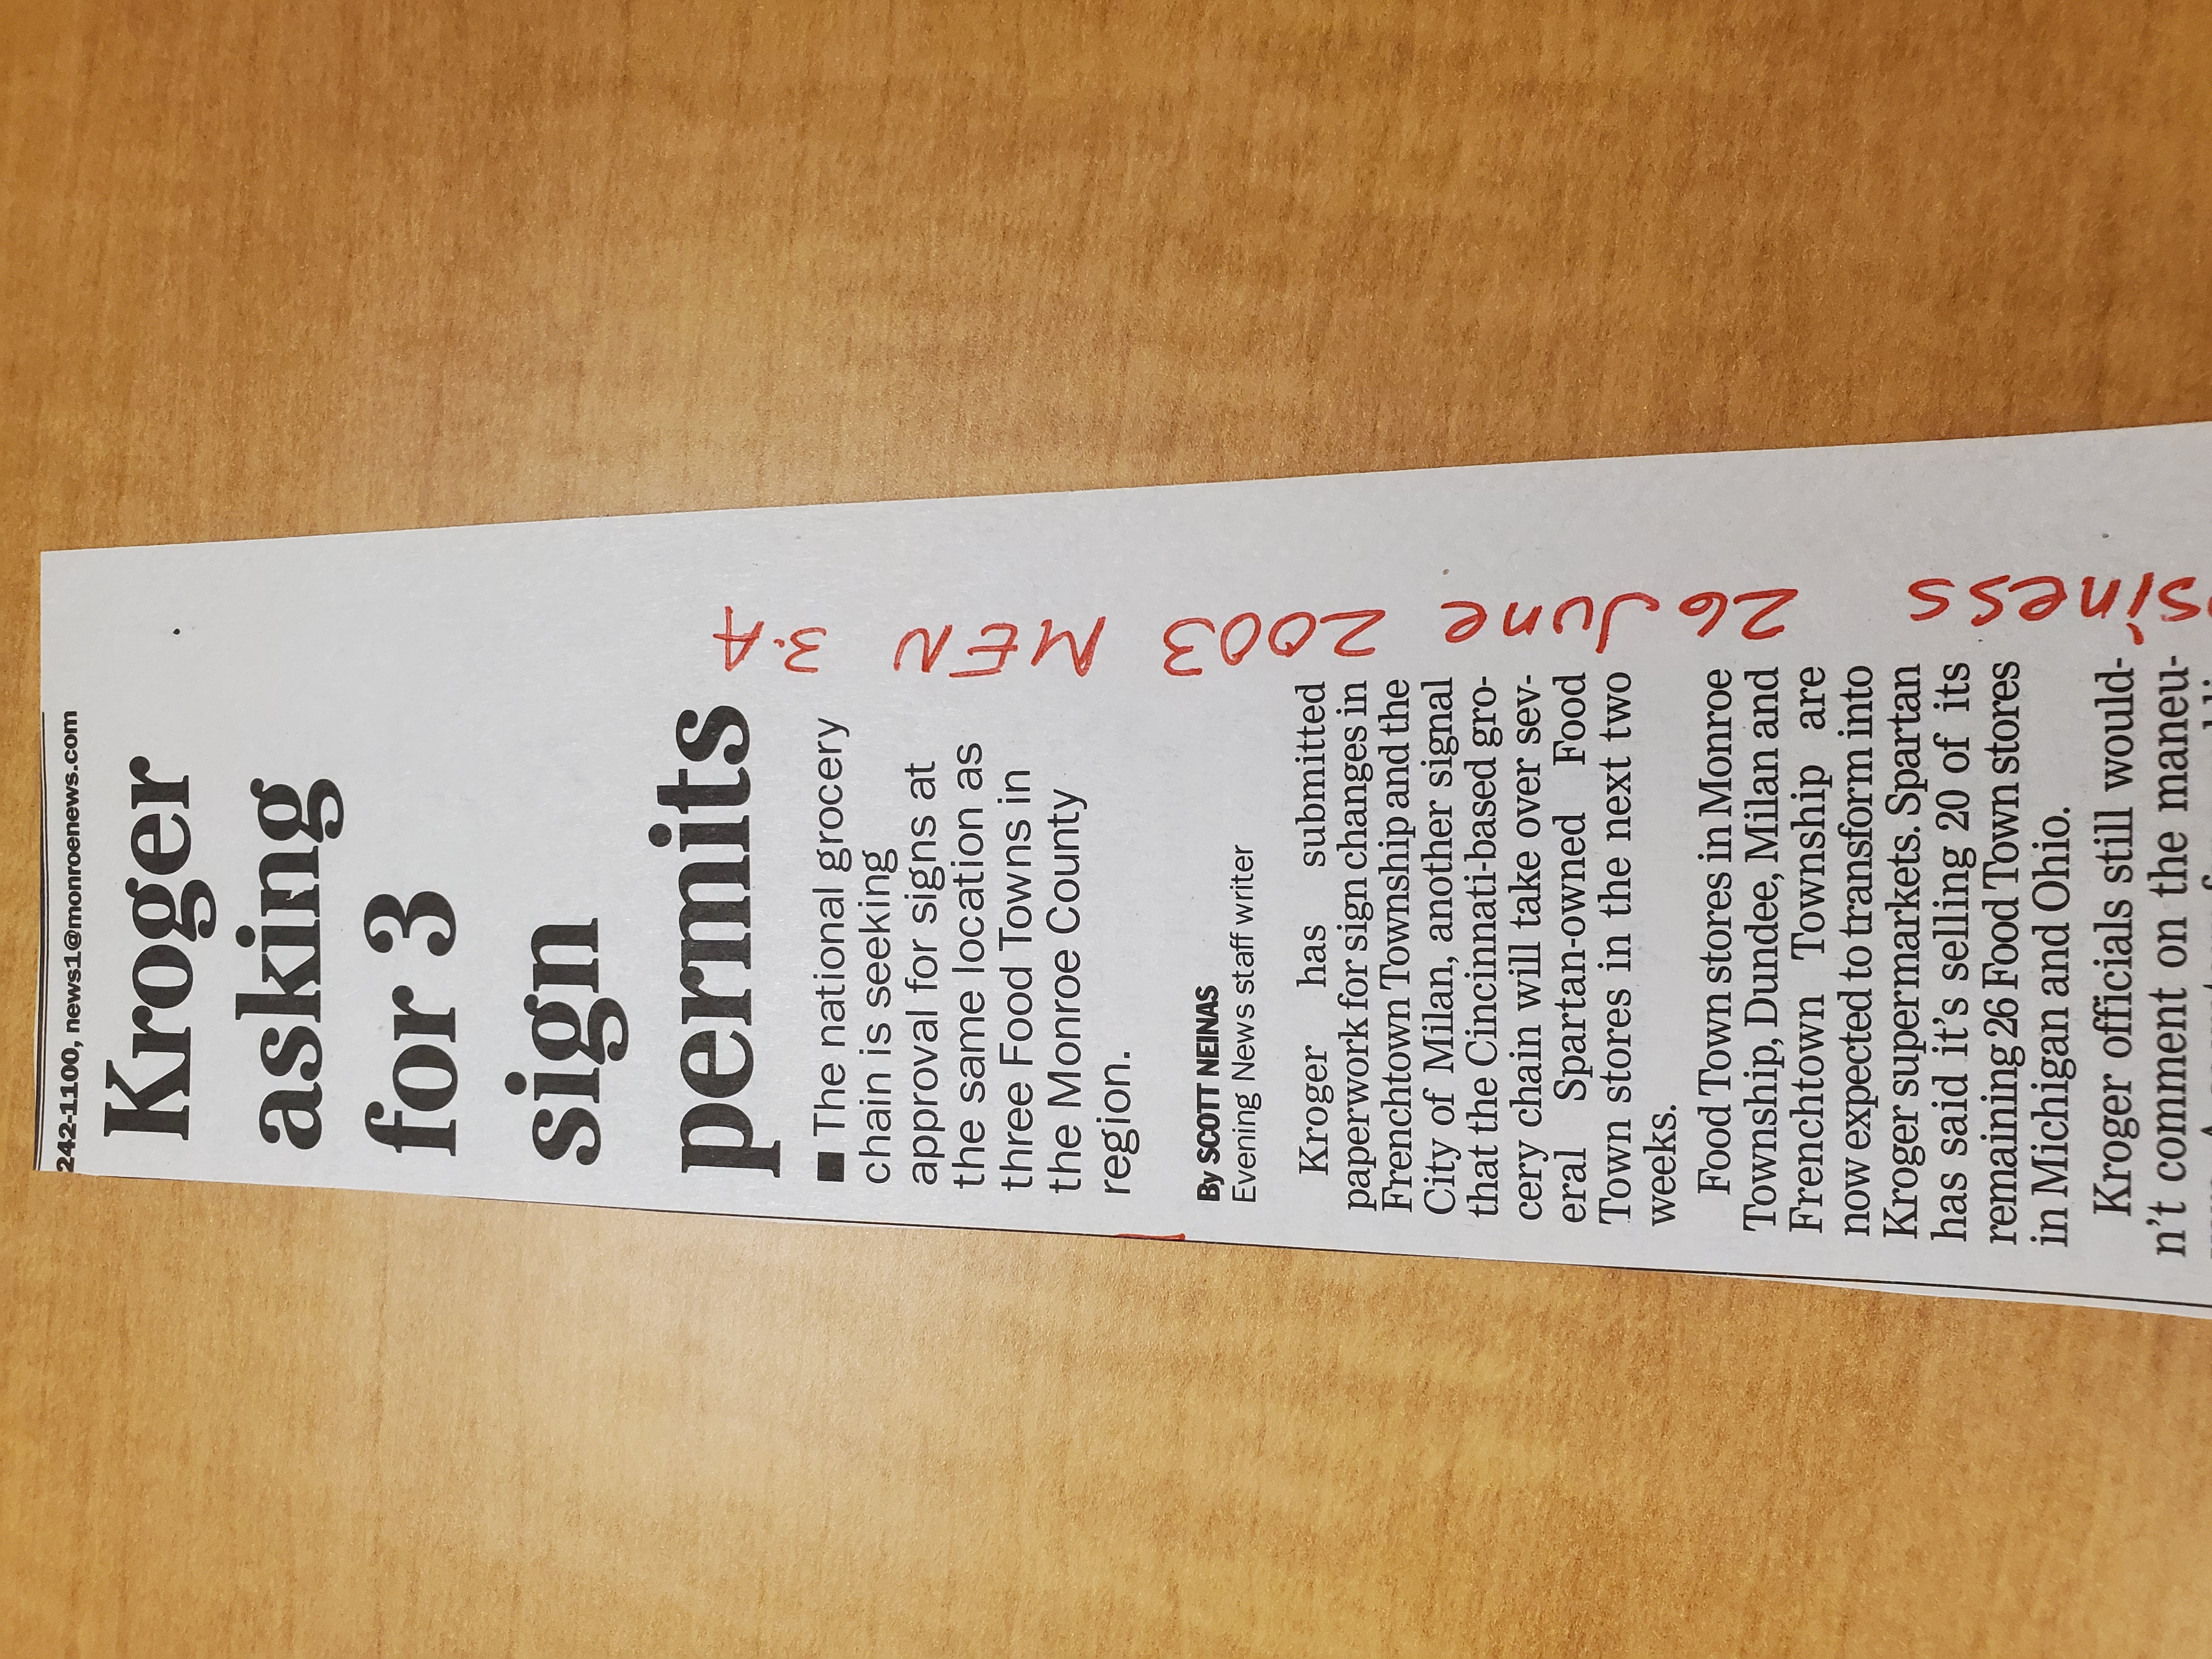 242-1100, news1@monroenews.com
Kroger
asking
for 3
sign
permits
■ The national grocery
chain is seeking
approval for signs at
the same location as
three Food Towns in
the Monroe County
region.
By SCOTT NEINAS
Evening News staff writer
Kroger has submitted
paperwork for sign changes in
Frenchtown Township and the
City of Milan, another signal
that the Cincinnati-based gro-
cery chain will take over sev-
eral Spartan-owned Food
Town stores in the next two
weeks.
Food Town stores in Monroe
Township, Dundee, Milan and
Frenchtown Township are
now expected to transform into
Kroger supermarkets. Spartan
has said it's selling 20 of its
remaining 26 Food Town stores
in Michigan and Ohio.
Kroger officials still would-
n't comment on the maneu-
siness 26 June 2003 MEN 3.A